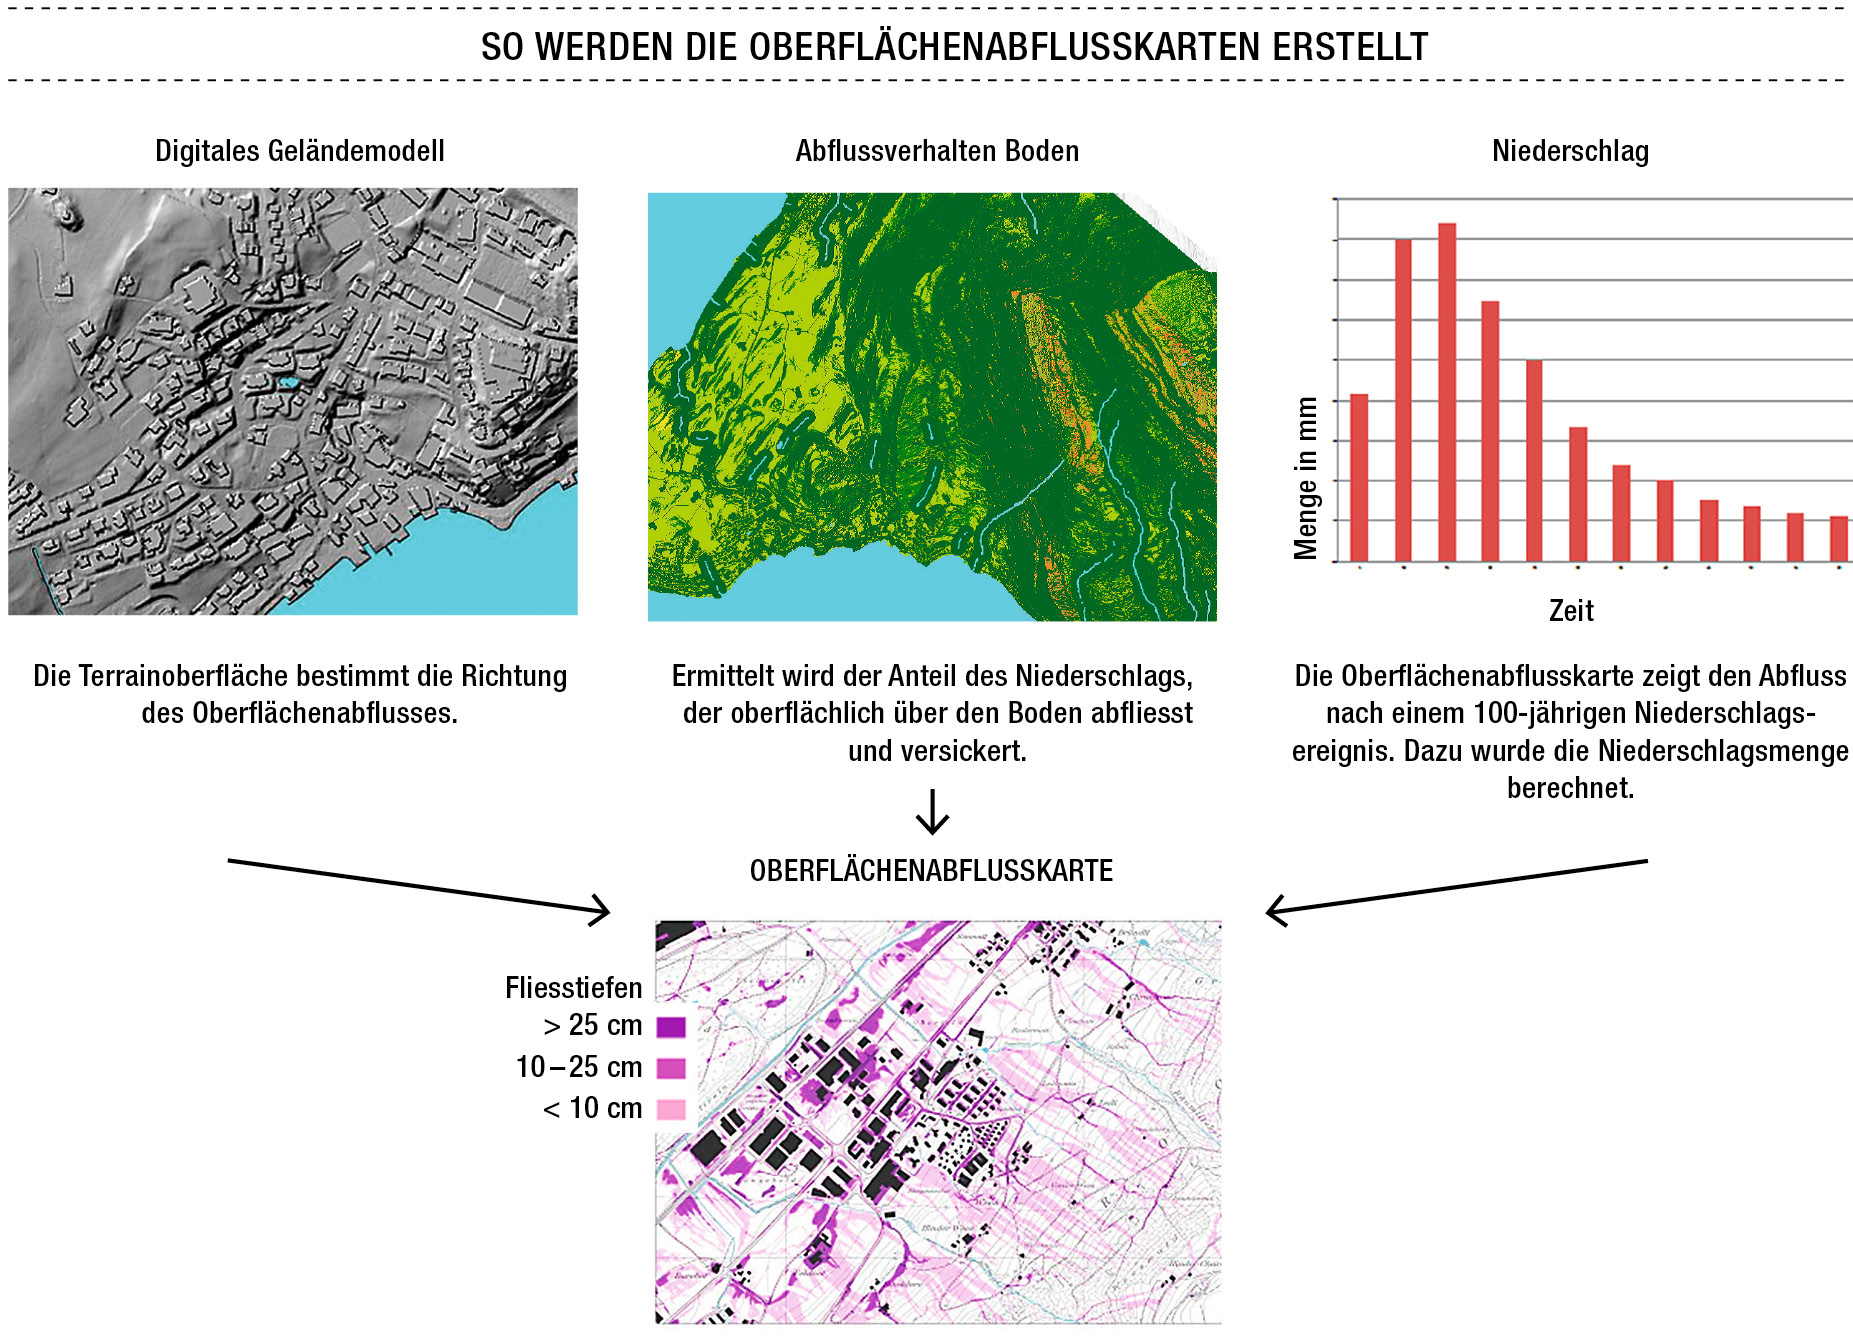 SO WERDEN DIE OBERFLÄCHENABFLUSSKARTEN ERSTELLT
Digitales Geländemodell
Die Terrainoberfläche bestimmt die Richtung
des Oberflächenabflusses.
Abflussverhalten Boden
Ermittelt wird der Anteil des Niederschlags,
der oberflächlich über den Boden abfliesst
und versickert.
Niederschlag
Menge in mm
Zeit
Die Oberflächenabflusskarte zeigt den Abfluss
nach einem 100-jährigen Niederschlags-
ereignis. Dazu wurde die Niederschlagsmenge
berechnet.
OBERFLÄCHENABFLUSSKARTE
Fliesstiefen
> 25 cm
10–25 cm
< 10 cm